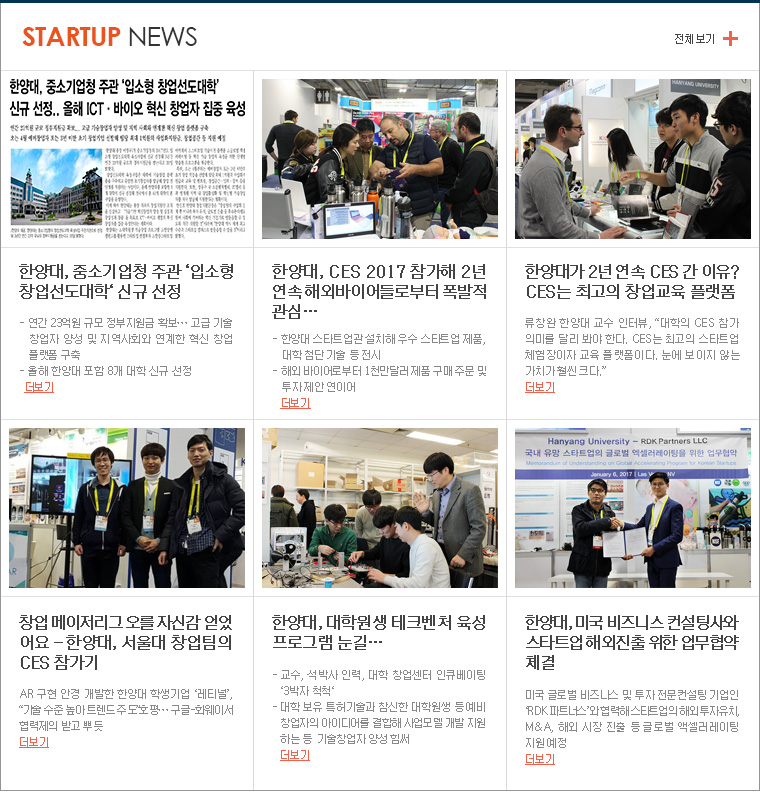 STARTUP NEWS
전체 보기
한양대, 중소기업청 주관 '입소형 창업선도대학'
신규 선정.. 올해 ICT·바이오 혁신 창업자 집중 육성
HANYANG UNIVERSITY
한양대, 중소기업청 주관 ‘입소형
창업선도대학‘ 신규 선정
- 연간 23억원 규모 정부지원금 확보… 고급 기술
창업자 양성 및 지역사회와 연계한 혁신 창업
플랫폼 구축
- 올해 한양대 포함 8개 대학 신규 선정
더보기
한양대, CES 2017 참가해 2년
연속 해외바이어들로부터 폭발적
관심…
- 한양대 스타트업관 설치해 우수 스타트업 제품,
대학 첨단 기술 등 전시
- 해외 바이어로부터 1천만달러 제품 구매 주문 및
투자 제안 연이어
더보기
한양대가 2년 연속 CES 간 이유?
CES는 최고의 창업교육 플랫폼
류창완 한양대 교수 인터뷰, “대학의 CES 참가
의미를 달리 봐야 한다. CES는 최고의 스타트업
체험장이자 교육 플랫폼이다. 눈에 보이지 않는
가치가 훨씬 크다.”
더보기
Hanyang University – RDK Partners LLC
국내 유망 스타트업의 글로벌 엑셀러레이팅을 위한 업무협약
Memorandum of Understanding on Global Accelerating Program for Korean Startups
January 6, 2017 | Las Vegas, NV
창업 메이저리그 오를 자신감 얻었
어요 – 한양대, 서울대 창업팀의
CES 참가기
AR 구현 안경 개발한 한양대 학생기업 ‘레티널’,
“기술 수준 높아 트렌드 주도”호평… 구글-화웨이서
협력제의 받고 뿌듯
더보기
한양대, 대학원생 테크벤처 육성
프로그램 눈길…
- 교수, 석박사 인력, 대학 창업센터 인큐베이팅
‘3박자 척척‘
- 대학 보유 특허기술과 참신한 대학원생 등 예비
창업자의 아이디어를 결합해 사업모델 개발 지원
하는 등 기술창업자 양성 힘써
더보기
한양대, 미국 비즈니스 컨설팅사와
스타트업 해외진출 위한 업무협약
체결
미국 글로벌 비즈니스 및 투자 전문컨설팅 기업인
‘RDK 파트너스’와 협력해 스타트업의 해외 투자유치,
M&A, 해외 시장 진출 등 글로벌 액셀러레이팅
지원 예정
더보기